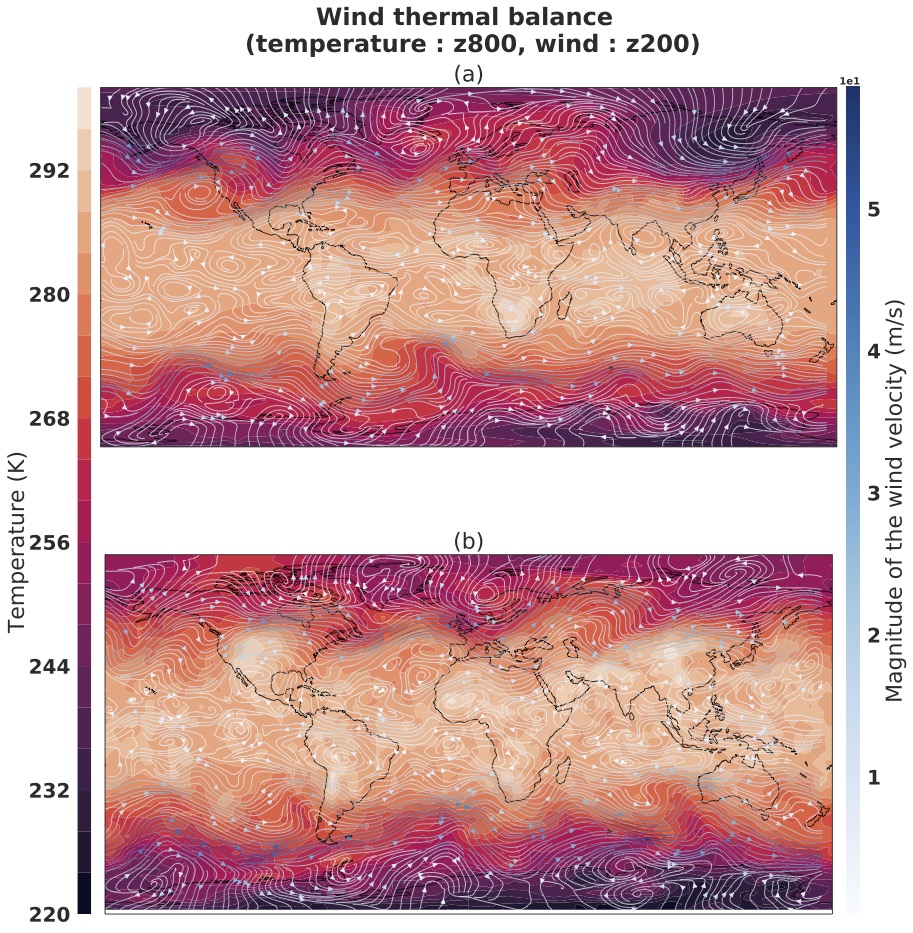 Wind thermal balance
(temperature : z800, wind : z200)
(a)
1e1
292
280
268
256
244
232
220
Temperature (K)
5
4
3
2
1
Magnitude of the wind velocity (m/s)
(b)